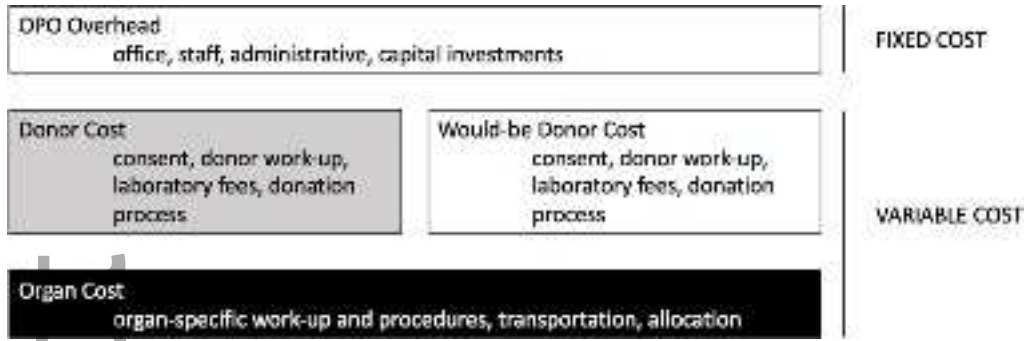 OPO Overhead
office, staff, administrative, capital investments
FIXED COST
Donor Cost
consent, donor work-up,
laboratory fees, donation
process
Would-be Donor Cost
consent, donor work-up,
laboratory fees, donation
process
VARIABLE COST
Organ Cost
organ-specific work-up and procedures, transportation, allocation